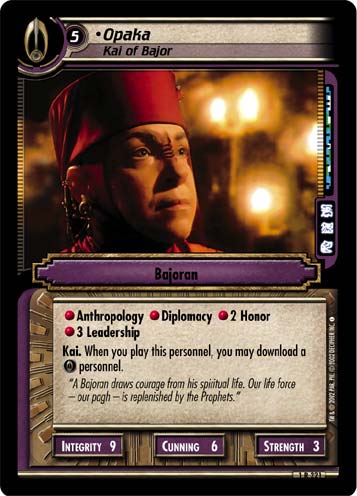 5
•Opaka
Kai of Bajor
Bajoran
• Anthropology • Diplomacy • 2 Honor
• 3 Leadership
Kai. When you play this personnel, you may download a
personnel.
"A Bajoran draws courage from his spiritual life. Our life force
– our pagh – is replenished by the Prophets."
INTEGRITY 9 CUNNING 6 STRENGTH 3